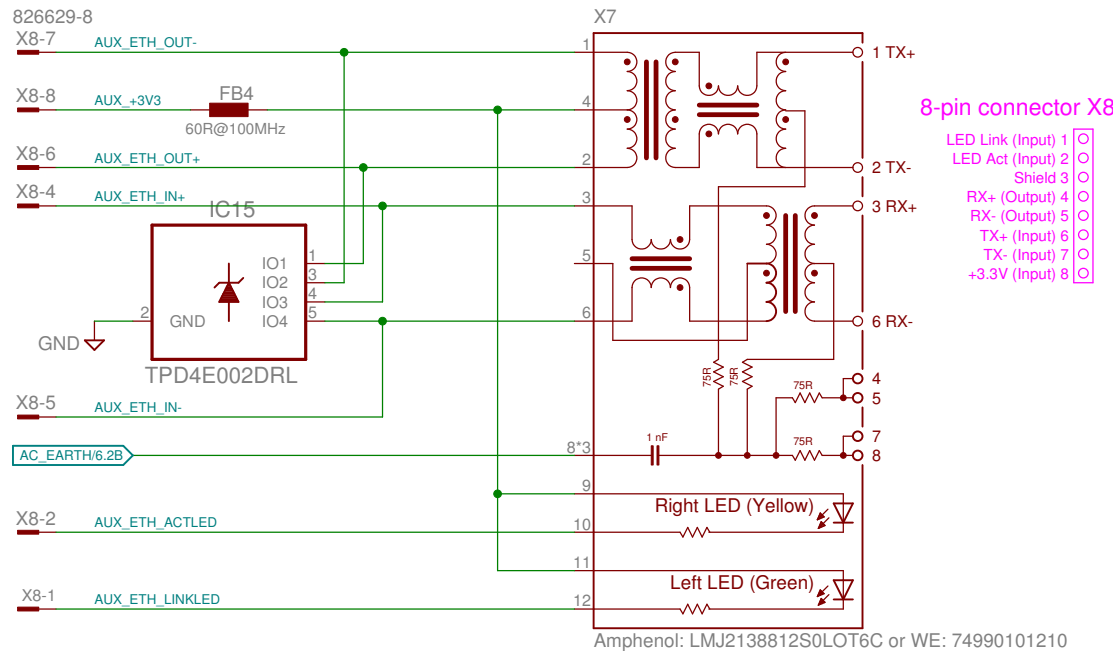 826629-8
X7
X8-7 AUX_ETH_OUT- 1 1 TX+
X8-8 AUX_+3V3 FB4 4
60R@100MHz
8-pin connector X8
LED Link (Input) 1
LED Act (Input) 2
Shield 3
RX+ (Output) 4
RX- (Output) 5
TX+ (Input) 6
TX- (Input) 7
+3.3V (Input) 8
X8-6 AUX_ETH_OUT+ 2 2 TX-
X8-4 AUX_ETH_IN+ 3 3 RX+
IC15
IO1 1
IO2 3
IO3 4
IO4 5
2 GND
GND
5
6 6 RX-
TPD4E002DRL
75R
75R
X8-5 AUX_ETH_IN-
75R
4
5
AC_EARTH/6.2B 8*3 1 nF
75R
7
8
9
Right LED (Yellow)
X8-2 AUX_ETH_ACTLED 10
11
Left LED (Green)
X8-1 AUX_ETH_LINKLED 12
Amphenol: LMJ2138812S0LOT6C or WE: 74990101210